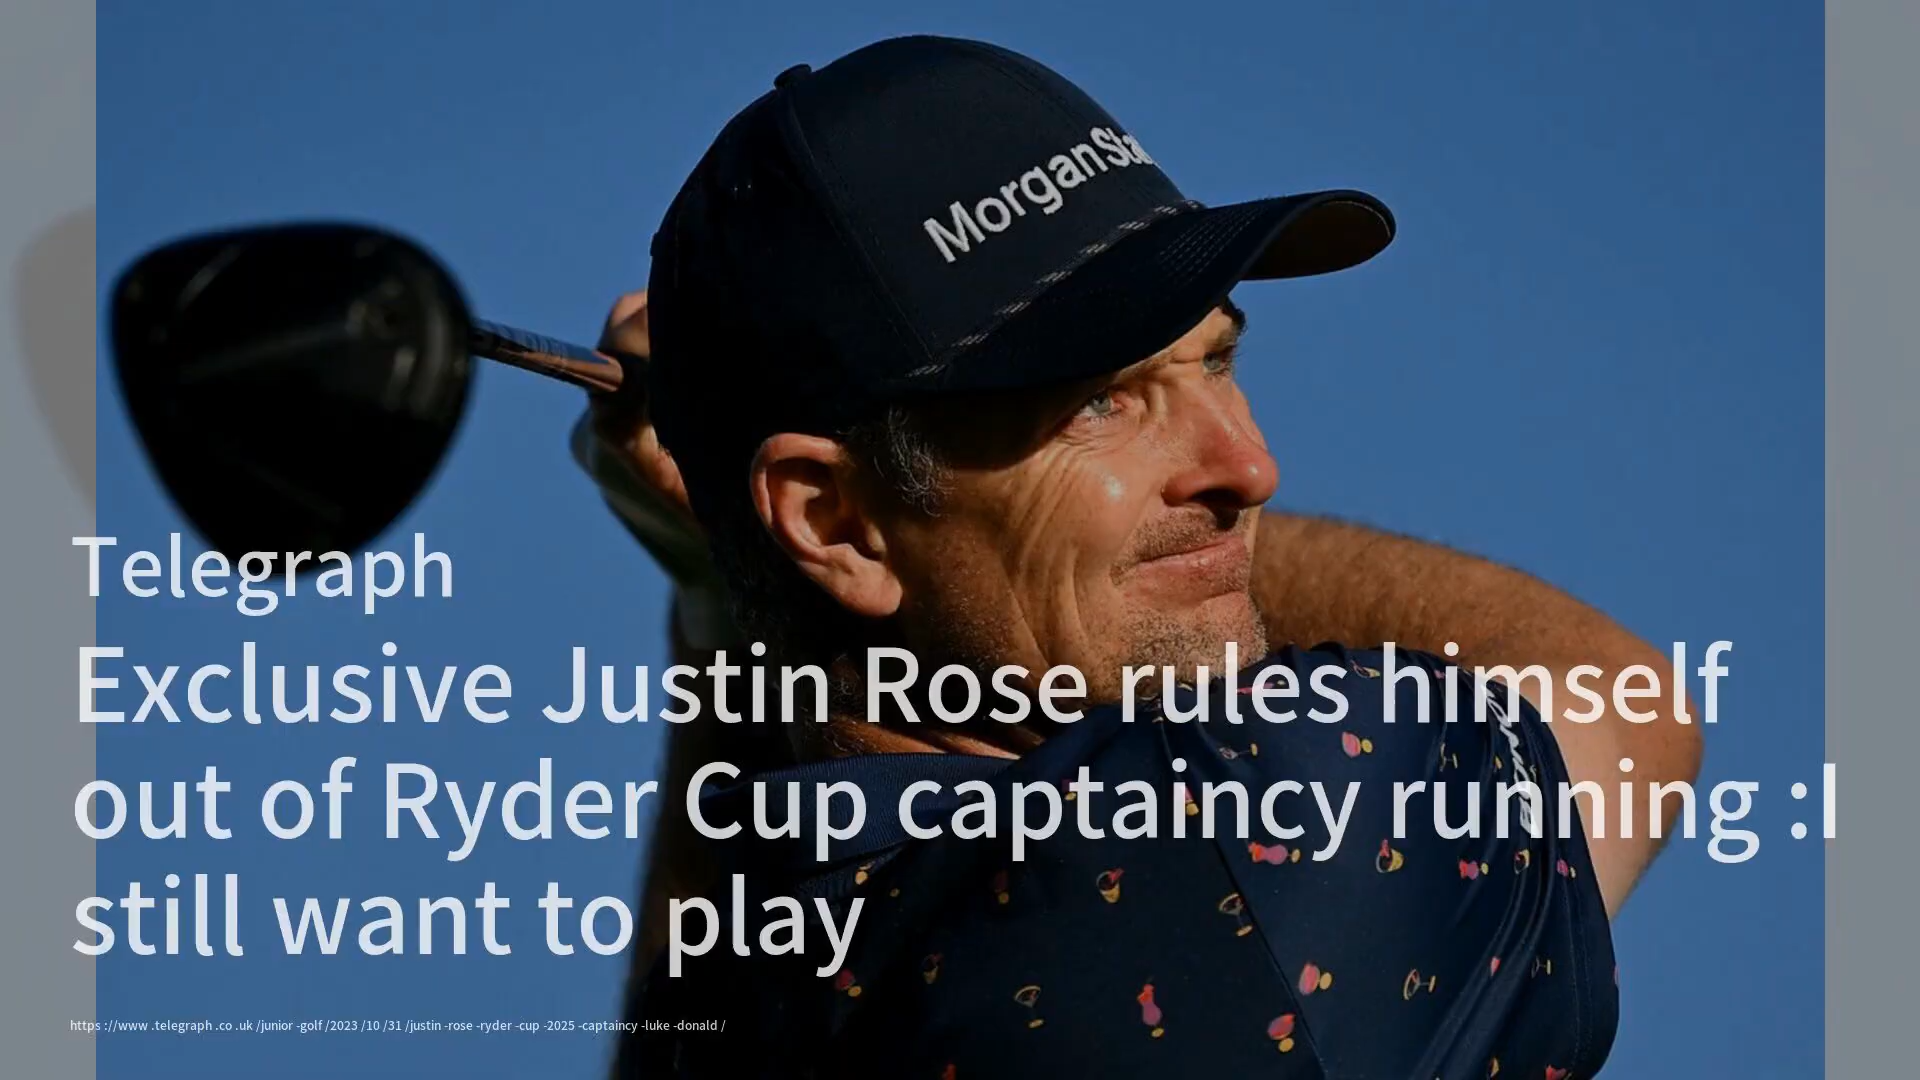 MorganSta
Telegraph
Exclusive Justin Rose rules himself
out of Ryder Cup captaincy running :I
still want to play
https ://www .telegraph .co .uk /junior -golf /2023 /10 /31 /justin -rose -ryder -cup -2025 -captaincy -luke -donald /